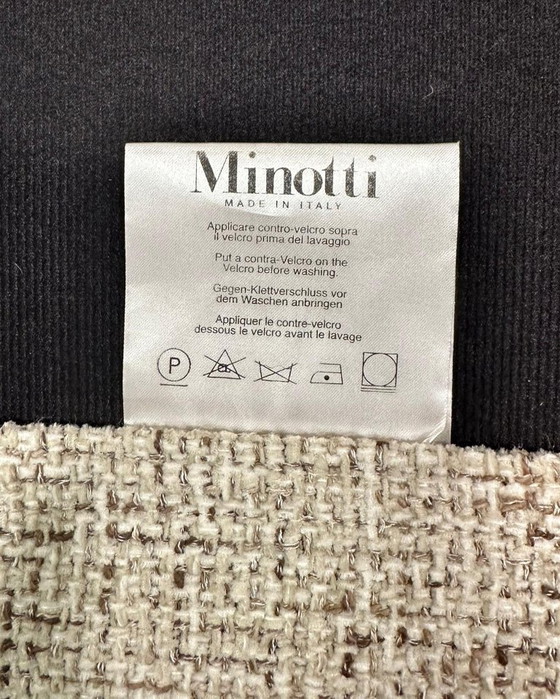 Minotti
MADE IN ITALY
Applicare contro-velcro sopra
il velcro prima del lavaggio
Put a contra-Velcro on the
Velcro before washing.
Gegen-Klettverschluss vor
dem Waschen anbringen
Appliquer le contre-velcro
dessous le velcro avant le lavage
P